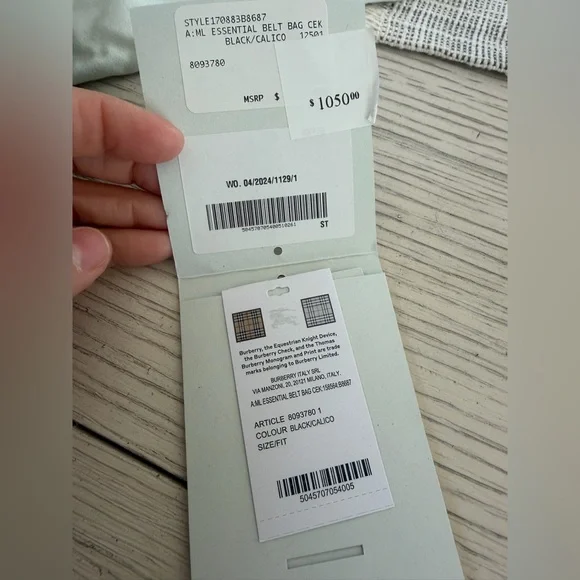 STYLE170883B8687
A:ML ESSENTIAL BELT BAG CEK
BLACK/CALICO 12501
8093780
MSRP $
$105000
WO. 04/2024/1129/1
ST
Burberry, the Equestrian Knight Device,
the Burberry Check, and the Thomas
Burberry Monogram and Print are trade
marks belonging to Burberry Limited.
BURBERRY ITALY SRL
VIA MANZONI, 20, 20121 MILANO, ITALY.
A:ML ESSENTIAL BELT BAG CEK:158564:B8687
ARTICLE 8093780 1
COLOUR BLACK/CALICO
SIZE/FIT
5045707054005